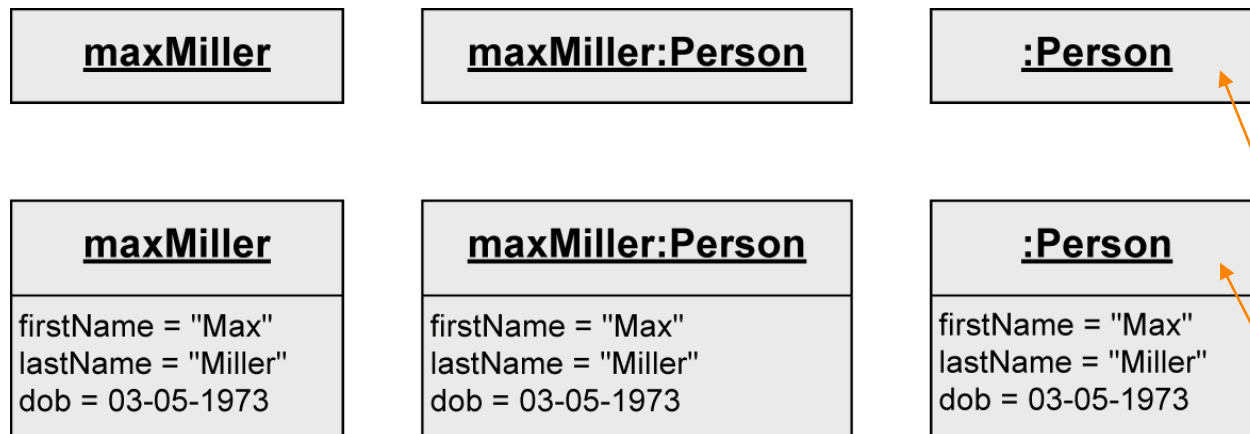 maxMiller
maxMiller:Person
:Person
maxMiller
firstName = "Max"
lastName = "Miller"
dob = 03-05-1973
maxMiller:Person
firstName = "Max"
lastName = "Miller"
dob = 03-05-1973
:Person
firstName = "Max"
lastName = "Miller"
dob = 03-05-1973